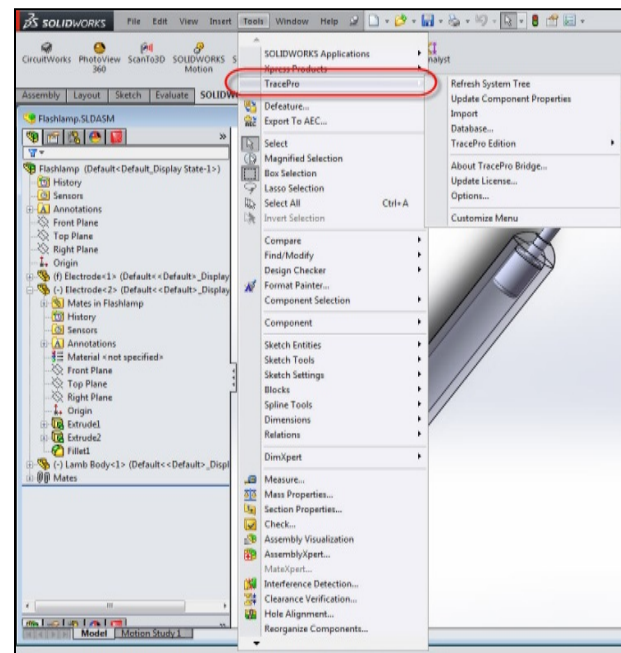 SOLIDWORKS File Edit View Insert Tools Window Help
CircuitWorks PhotoView 360 ScanTo3D SOLIDWORKS Motion
Assembly Layout Sketch Evaluate SOLIDW
Flashlamp.SLDASM
Flashlamp (Default<Default_Display State-1>)
History
Sensors
Annotations
Front Plane
Top Plane
Right Plane
Origin
(f) Electrode<1> (Default<<Default>_Display
(-) Electrode<2> (Default<<Default>_Display
Mates in Flashlamp
History
Sensors
Annotations
Material <not specified>
Front Plane
Top Plane
Right Plane
Origin
Extrude1
Extrude2
Fillet1
(-) Lamb Body<1> (Default<<Default>_Displ
Mates
Model Motion Study 1
SOLIDWORKS Applications
Xpress Products
TracePro
Defeature...
Export To AEC...
Select
Magnified Selection
Box Selection
Lasso Selection
Select All Ctrl+A
Invert Selection
Compare
Find/Modify
Design Checker
Format Painter...
Component Selection
Component
Sketch Entities
Sketch Tools
Sketch Settings
Blocks
Spline Tools
Dimensions
Relations
DimXpert
Measure...
Mass Properties...
Section Properties...
Check...
Assembly Visualization
AssemblyXpert...
MateXpert...
Interference Detection...
Clearance Verification...
Hole Alignment...
Reorganize Components...
nalyst
Refresh System Tree
Update Component Properties
Import
Database...
TracePro Edition
About TracePro Bridge...
Update License...
Options...
Customize Menu